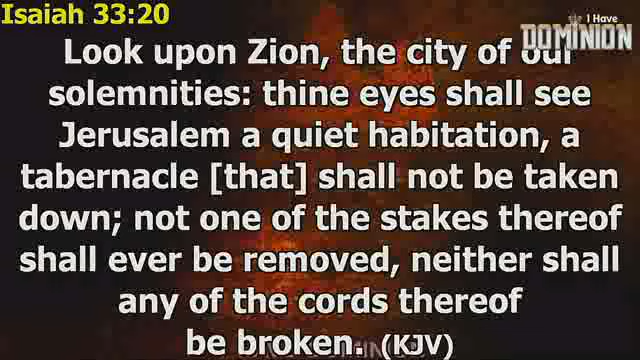 Isaiah 33:20
I Have
DOMINION
Look upon Zion, the city of our
solemnities: thine eyes shall see
Jerusalem a quiet habitation, a
tabernacle [that] shall not be taken
down; not one of the stakes thereof
shall ever be removed, neither shall
any of the cords thereof
be broken. (KJV)